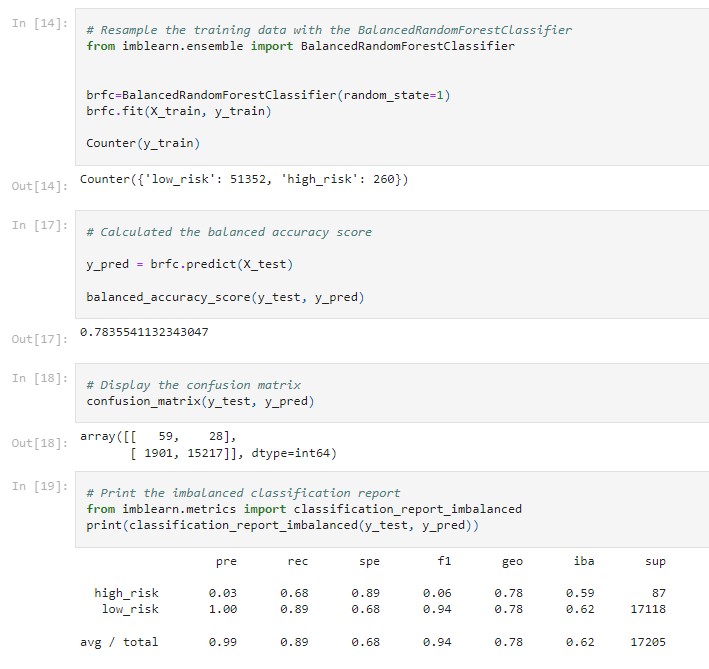 In [14]:
# Resample the training data with the BalancedRandomForestClassifier
from imblearn.ensemble import BalancedRandomForestClassifier
brfc=BalancedRandomForestClassifier(random_state=1)
brfc.fit(X_train, y_train)
Counter(y_train)
Out[14]: Counter({'low_risk': 51352, 'high_risk': 260})
In [17]:
# Calculated the balanced accuracy score
y_pred = brfc.predict(X_test)
balanced_accuracy_score(y_test, y_pred)
Out[17]: 0.7835541132343047
In [18]:
# Display the confusion matrix
confusion_matrix(y_test, y_pred)
Out[18]: array([[   59,    28],
       [ 1901, 15217]], dtype=int64)
In [19]:
# Print the imbalanced classification report
from imblearn.metrics import classification_report_imbalanced
print(classification_report_imbalanced(y_test, y_pred))
pre rec spe f1 geo iba sup
high_risk 0.03 0.68 0.89 0.06 0.78 0.59 87
low_risk 1.00 0.89 0.68 0.94 0.78 0.62 17118
avg / total 0.99 0.89 0.68 0.94 0.78 0.62 17205